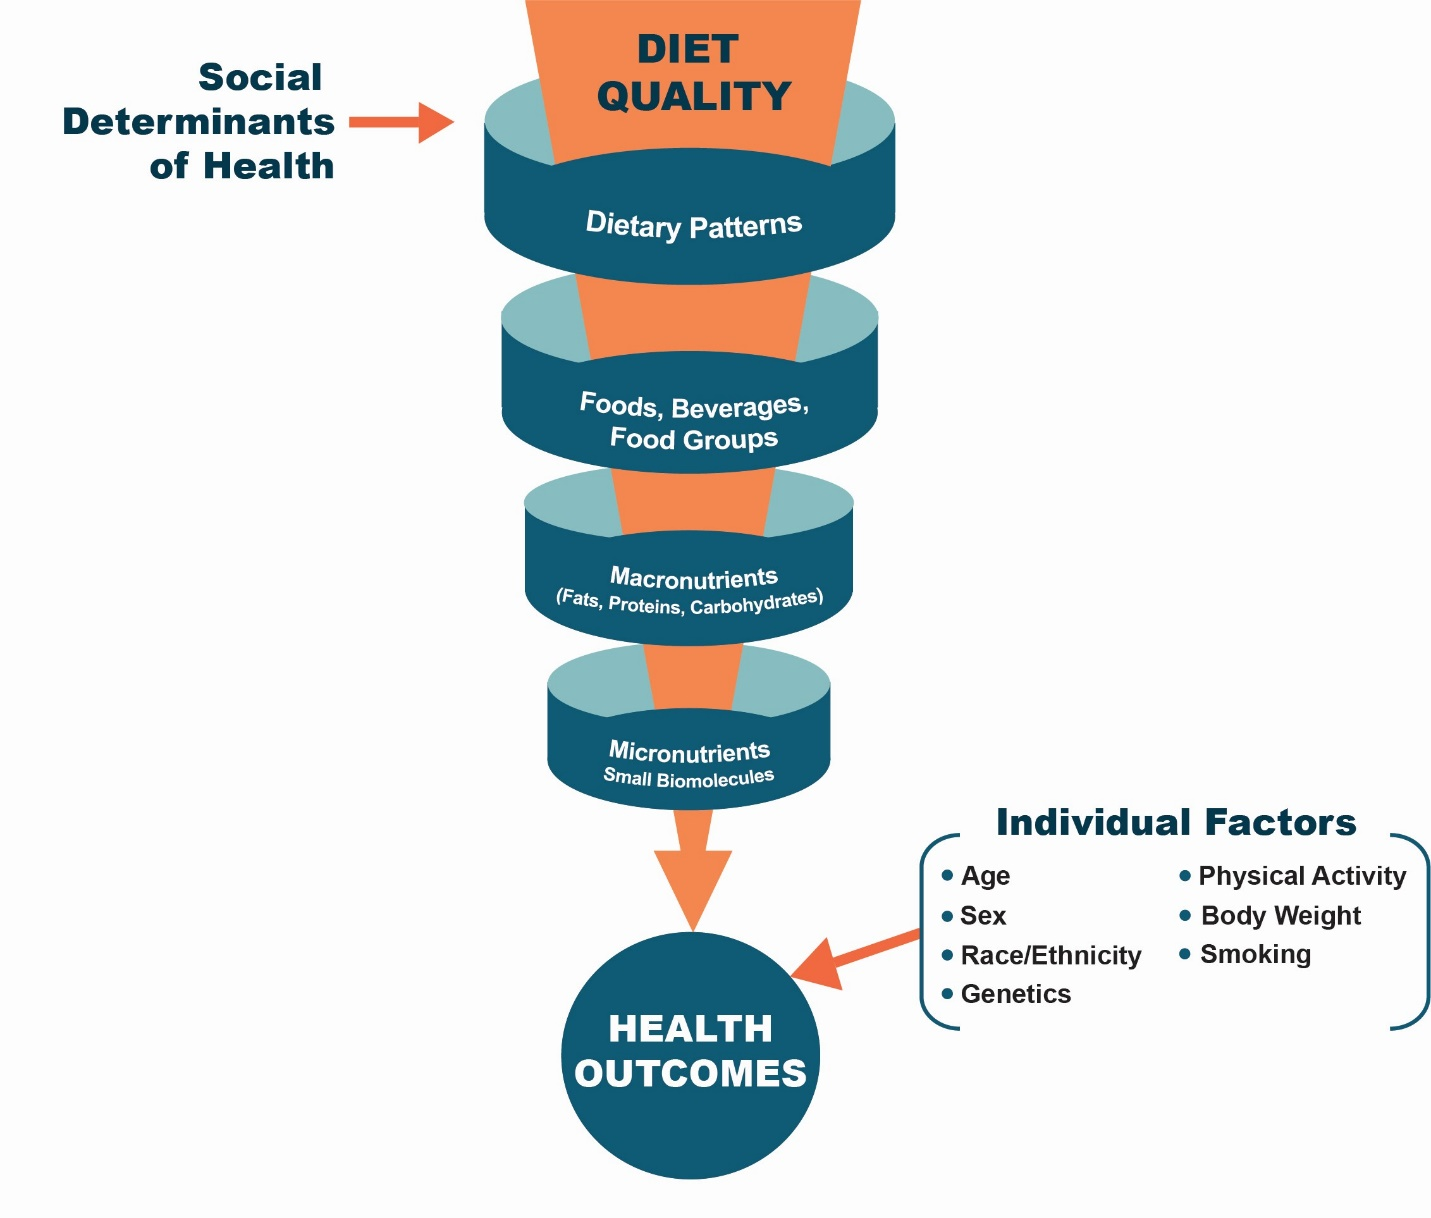 DIET
QUALITY
Social
Determinants
of Health
Dietary Patterns
Foods, Beverages,
Food Groups
Macronutrients
(Fats, Proteins, Carbohydrates)
Micronutrients
Small Biomolecules
Individual Factors
• Age
• Sex
• Race/Ethnicity
• Genetics
• Physical Activity
• Body Weight
• Smoking
HEALTH
OUTCOMES